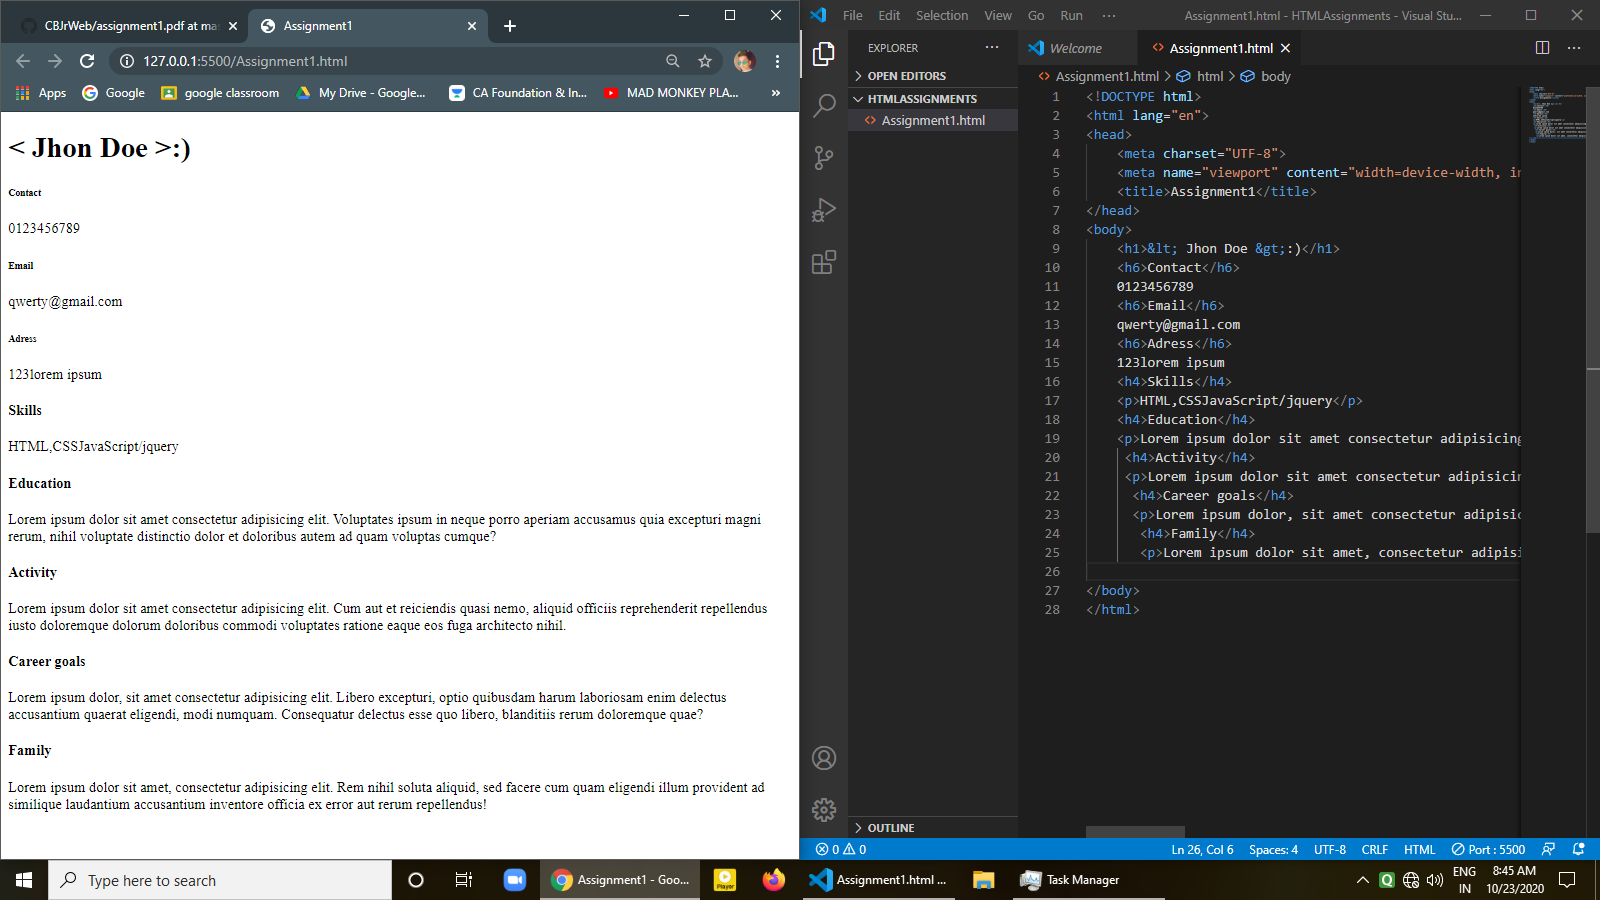 CBJrWeb/assignment1.pdf at mas
Assignment1
127.0.0.1:5500/Assignment1.html
Apps
Google
google classroom
My Drive - Google...
CA Foundation & In...
MAD MONKEY PLA...
»
< Jhon Doe >:)
Contact
0123456789
Email
qwerty@gmail.com
Adress
123lorem ipsum
Skills
HTML,CSSJavaScript/jquery
Education
Lorem ipsum dolor sit amet consectetur adipisicing elit. Voluptates ipsum in neque porro aperiam accusamus quia excepturi magni
rerum, nihil voluptate distinctio dolor et doloribus autem ad quam voluptas cumque?
Activity
Lorem ipsum dolor sit amet consectetur adipisicing elit. Cum aut et reiciendis quasi nemo, aliquid officiis reprehenderit repellendus
iusto doloremque dolorum doloribus commodi voluptates ratione eaque eos fuga architecto nihil.
Career goals
Lorem ipsum dolor, sit amet consectetur adipisicing elit. Libero excepturi, optio quibusdam harum laboriosam enim delectus
accusantium quaerat eligendi, modi numquam. Consequatur delectus esse quo libero, blanditiis rerum doloremque quae?
Family
Lorem ipsum dolor sit amet, consectetur adipisicing elit. Rem nihil soluta aliquid, sed facere cum quam eligendi illum provident ad
similique laudantium accusantium inventore officia ex error aut rerum repellendus!
File Edit Selection View Go Run ··· Assignment1.html - HTMLAssignments - Visual Stu...
EXPLORER ···
OPEN EDITORS
HTMLASSIGNMENTS
Assignment1.html
OUTLINE
Welcome
Assignment1.html
Assignment1.html > html > body
1 <!DOCTYPE html>
2 <html lang="en">
3 <head>
4 <meta charset="UTF-8">
5 <meta name="viewport" content="width=device-width, in
6 <title>Assignment1</title>
7 </head>
8 <body>
9 <h1>&lt; Jhon Doe &gt;:)</h1>
10 <h6>Contact</h6>
11 0123456789
12 <h6>Email</h6>
13 qwerty@gmail.com
14 <h6>Adress</h6>
15 123lorem ipsum
16 <h4>Skills</h4>
17 <p>HTML,CSSJavaScript/jquery</p>
18 <h4>Education</h4>
19 <p>Lorem ipsum dolor sit amet consectetur adipisicing
20 <h4>Activity</h4>
21 <p>Lorem ipsum dolor sit amet consectetur adipisicin
22 <h4>Career goals</h4>
23 <p>Lorem ipsum dolor, sit amet consectetur adipisic
24 <h4>Family</h4>
25 <p>Lorem ipsum dolor sit amet, consectetur adipisi
26
27 </body>
28 </html>
0 0 Ln 26, Col 6 Spaces: 4 UTF-8 CRLF HTML Port : 5500
Type here to search
Assignment1 - Goo...
Player
Assignment1.html ...
Task Manager
ENG
IN
8:45 AM
10/23/2020